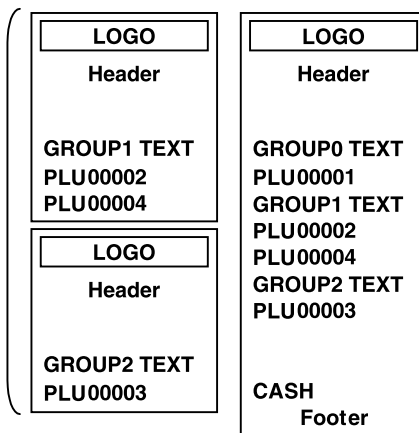 LOGO
Header
GROUP1 TEXT
PLU00002
PLU00004
LOGO
Header
GROUP2 TEXT
PLU00003
LOGO
Header
GROUP0 TEXT
PLU00001
GROUP1 TEXT
PLU00002
PLU00004
GROUP2 TEXT
PLU00003
CASH
Footer